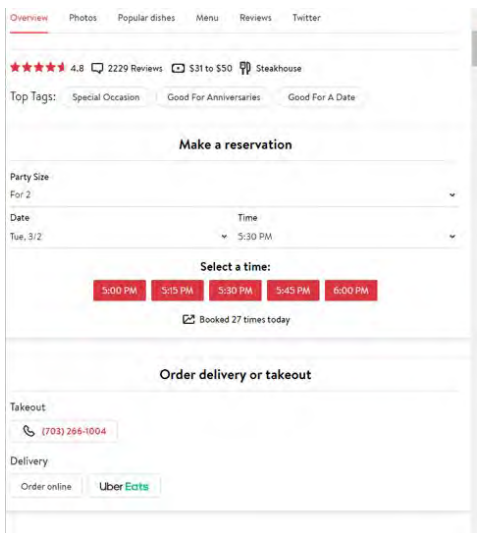 Overview Photos Popular dishes Menu Reviews Twitter
4.8 2229 Reviews $31 to $50 Steakhouse
Top Tags: Special Occasion Good For Anniversaries Good For A Date
Make a reservation
Party Size
For 2
Date Time
Tue, 3/2 5:30 PM
Select a time:
5:00 PM 5:15 PM 5:30 PM 5:45 PM 6:00 PM
Booked 27 times today
Order delivery or takeout
Takeout
(703) 266-1004
Delivery
Order online Uber Eats